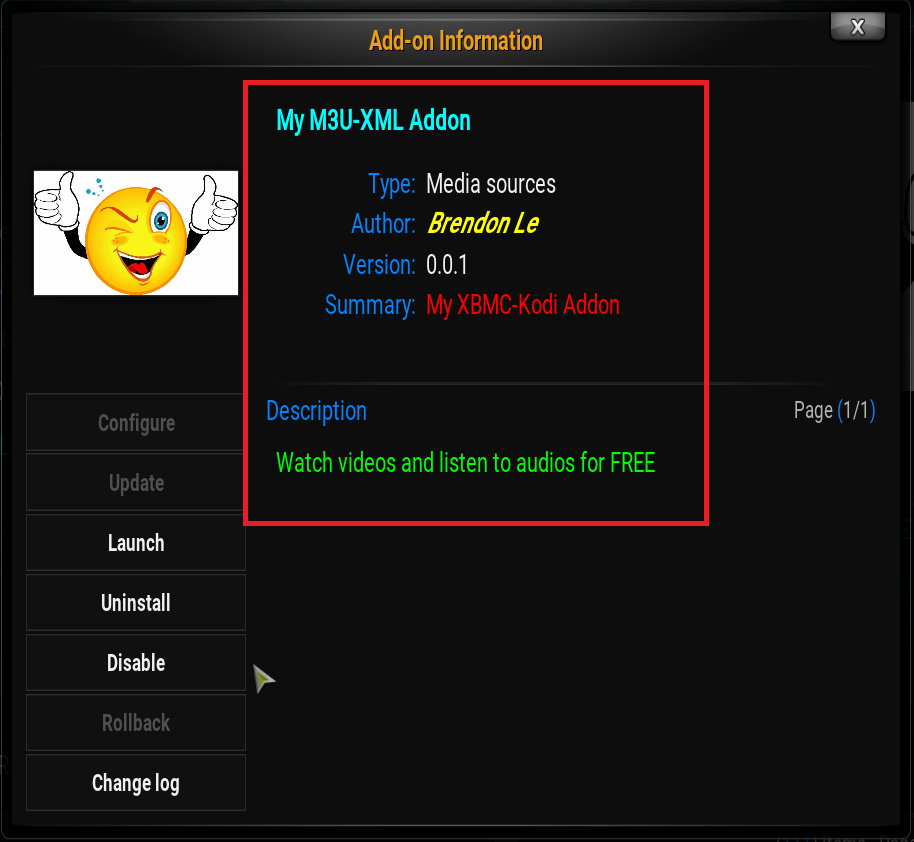 Add-on Information
X
My M3U-XML Addon
Type: Media sources
Author: Brendon Le
Version: 0.0.1
Summary: My XBMC-Kodi Addon
Description
Page (1/1)
Watch videos and listen to audios for FREE
Configure
Update
Launch
Uninstall
Disable
Rollback
Change log